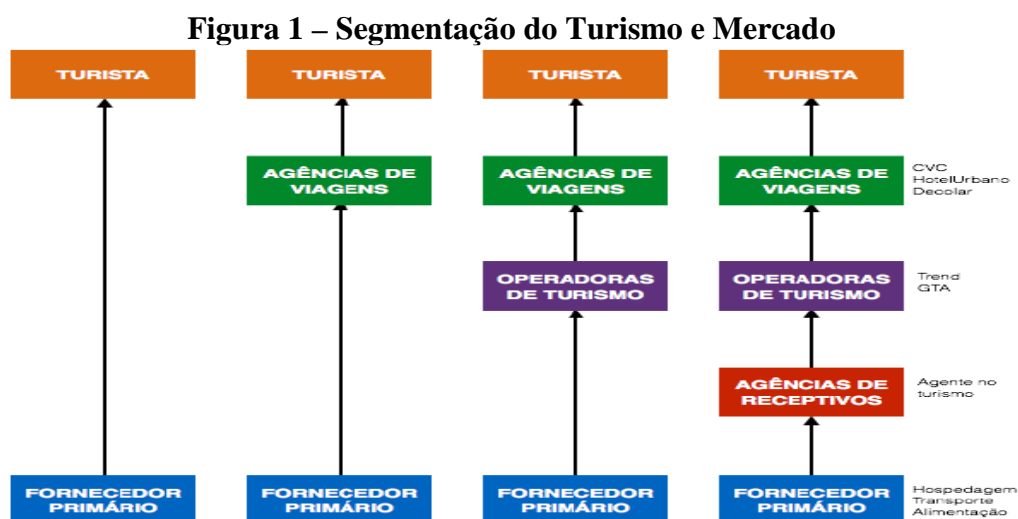 Figura 1 – Segmentação do Turismo e Mercado
TURISTA
TURISTA
TURISTA
TURISTA
AGÊNCIAS DE
VIAGENS
AGÊNCIAS DE
VIAGENS
AGÊNCIAS DE
VIAGENS
CVC
HotelUrbano
Decolar
OPERADORAS
DE TURISMO
OPERADORAS
DE TURISMO
Trend
GTA
AGÊNCIAS DE
RECEPTIVOS
Agente no
turismo
FORNECEDOR
PRIMÁRIO
FORNECEDOR
PRIMÁRIO
FORNECEDOR
PRIMÁRIO
FORNECEDOR
PRIMÁRIO
Hospedagem
Transporte
Alimentação